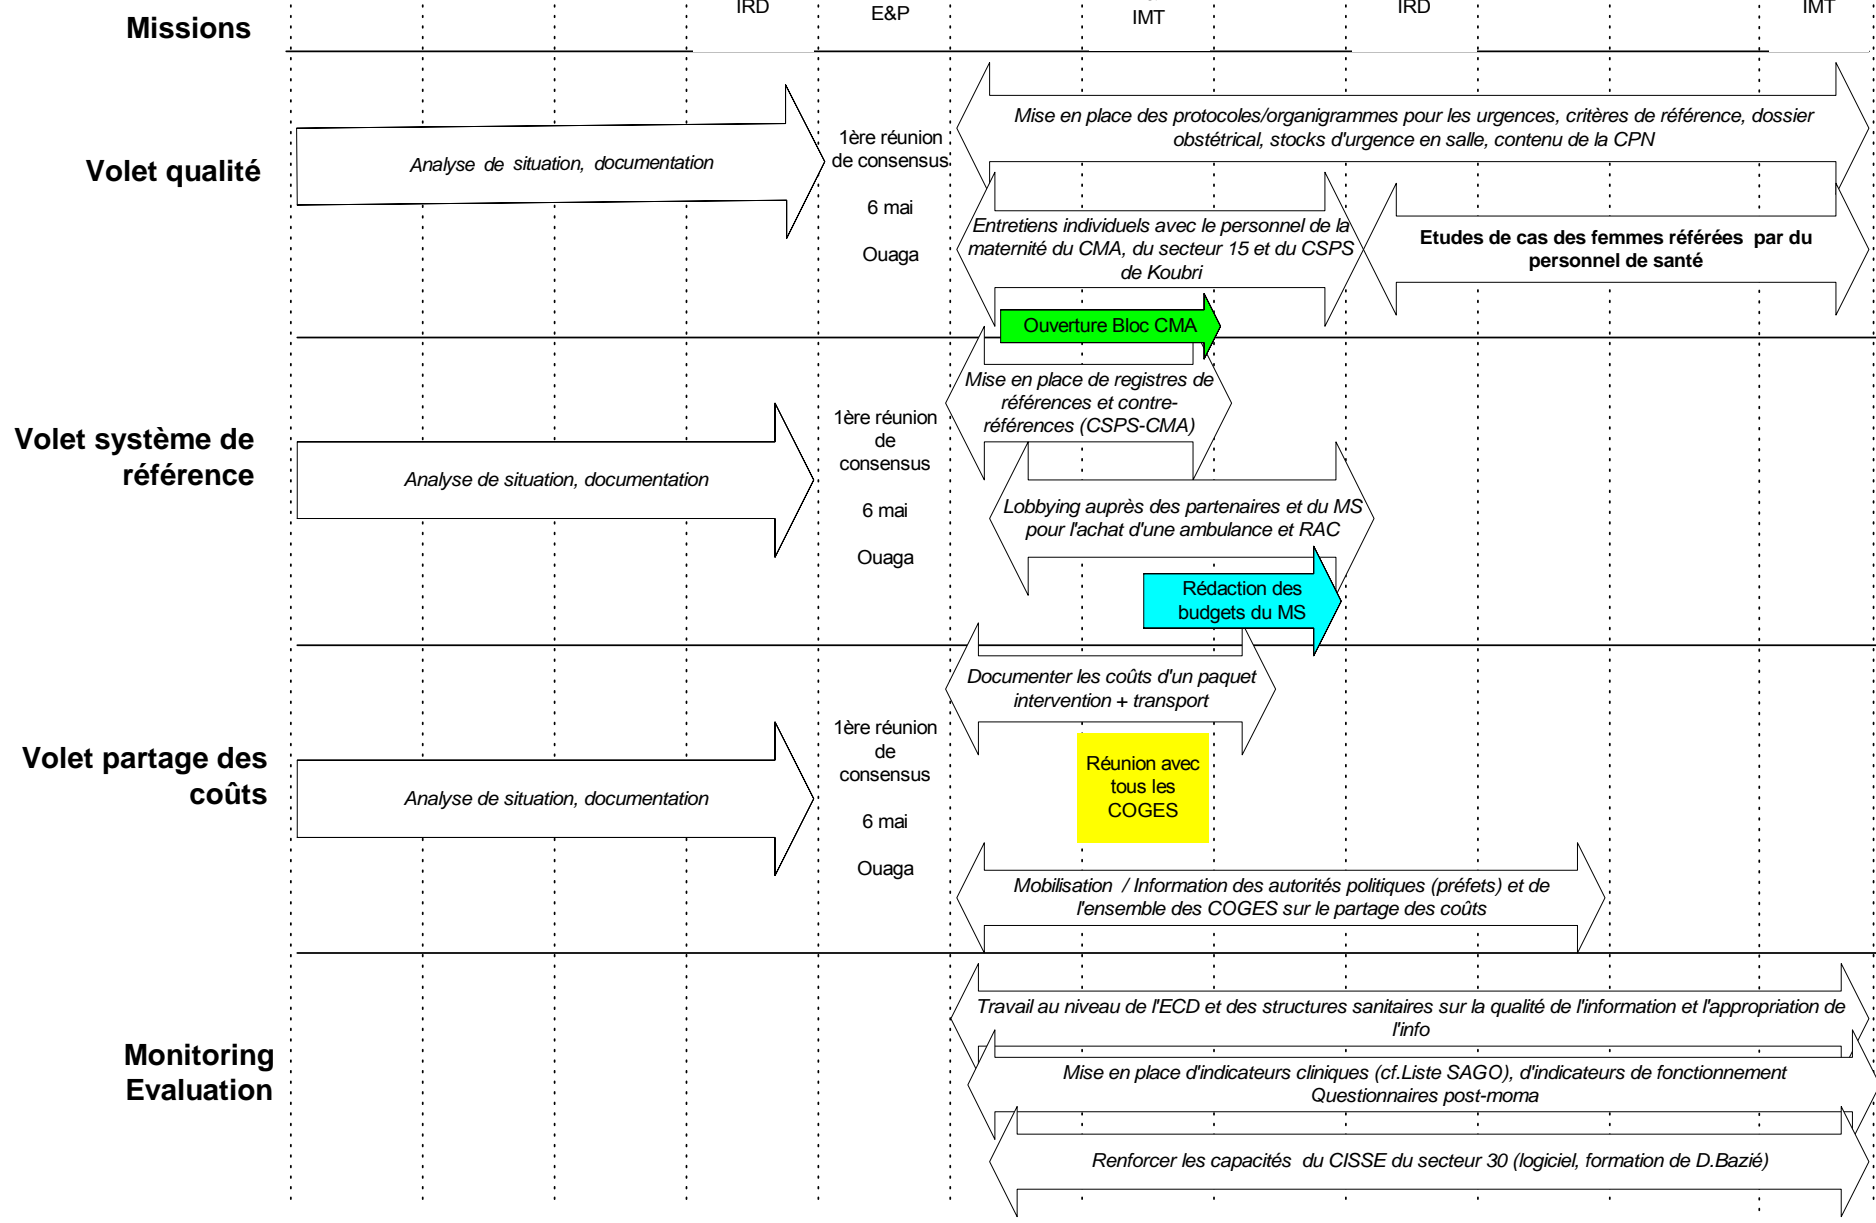 IRD
E&P
IMT
IRD
IMT
Missions
Volet qualité
Analyse de situation, documentation
1ère réunion
de consensus
6 mai
Ouaga
Mise en place des protocoles/organigrammes pour les urgences, critères de référence, dossier
obstétrical, stocks d'urgence en salle, contenu de la CPN
Entretiens individuels avec le personnel de la
maternité du CMA, du secteur 15 et du CSPS
de Koubri
Etudes de cas des femmes référées par du
personnel de santé
Ouverture Bloc CMA
Volet système de
référence
Analyse de situation, documentation
1ère réunion
de
consensus
6 mai
Ouaga
Mise en place de registres de
références et contre-
références (CSPS-CMA)
Lobbying auprès des partenaires et du MS
pour l'achat d'une ambulance et RAC
Rédaction des
budgets du MS
Volet partage des
coûts
Analyse de situation, documentation
1ère réunion
de
consensus
6 mai
Ouaga
Documenter les coûts d'un paquet
intervention + transport
Réunion avec
tous les
COGES
Mobilisation / Information des autorités politiques (préfets) et de
l'ensemble des COGES sur le partage des coûts
Monitoring
Evaluation
Travail au niveau de l'ECD et des structures sanitaires sur la qualité de l'information et l'appropriation de
l'info
Mise en place d'indicateurs cliniques (cf.Liste SAGO), d'indicateurs de fonctionnement
Questionnaires post-moma
Renforcer les capacités du CISSE du secteur 30 (logiciel, formation de D.Bazié)